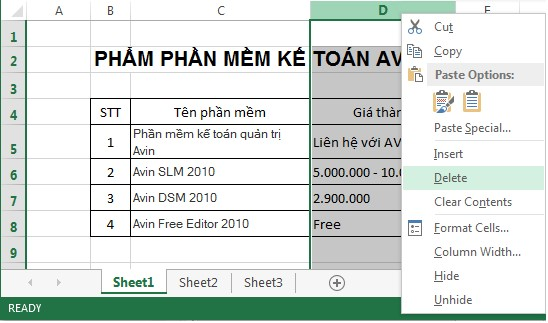 A B C D E
1
2 PHẨM PHẦN MỀM KẾ TOÁN AV
3
4 STT Tên phần mềm Giá thàn
5 1 Phần mềm kế toán quản trị Avin Liên hệ với AV
6 2 Avin SLM 2010 5.000.000 - 10.0
7 3 Avin DSM 2010 2.900.000
8 4 Avin Free Editor 2010 Free
9
Sheet1 Sheet2 Sheet3
READY
Cut
Copy
Paste Options:
Paste Special...
Insert
Delete
Clear Contents
Format Cells...
Column Width...
Hide
Unhide